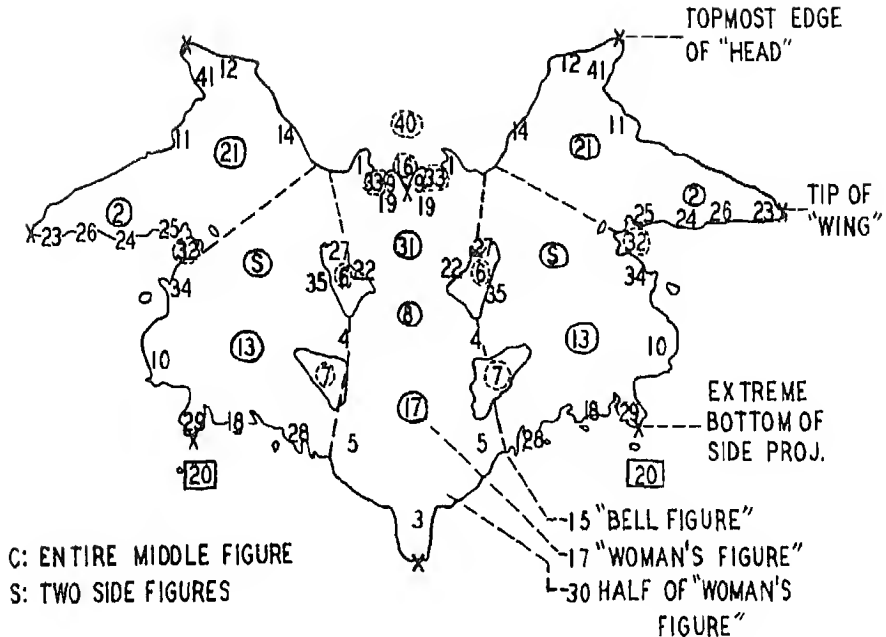 TOPMOST EDGE
OF "HEAD"
12 41 12 41
40
11 14 1 16 1 14 11
21 33 9 9 33 21
19 19
2 2
23 26 24 25 25 24 26 23
TIP OF
"WING"
32 31 32
S 27 27 S
34 35 6 22 22 6 35 34
8
10 13 4 4 13 10
7 7
17
29 18 28 5 5 28 18 29
EXTREME
BOTTOM OF
SIDE PROJ.
20 20
3
15 "BELL FIGURE"
C: ENTIRE MIDDLE FIGURE
17 "WOMAN'S FIGURE"
S: TWO SIDE FIGURES
30 HALF OF "WOMAN'S
FIGURE"